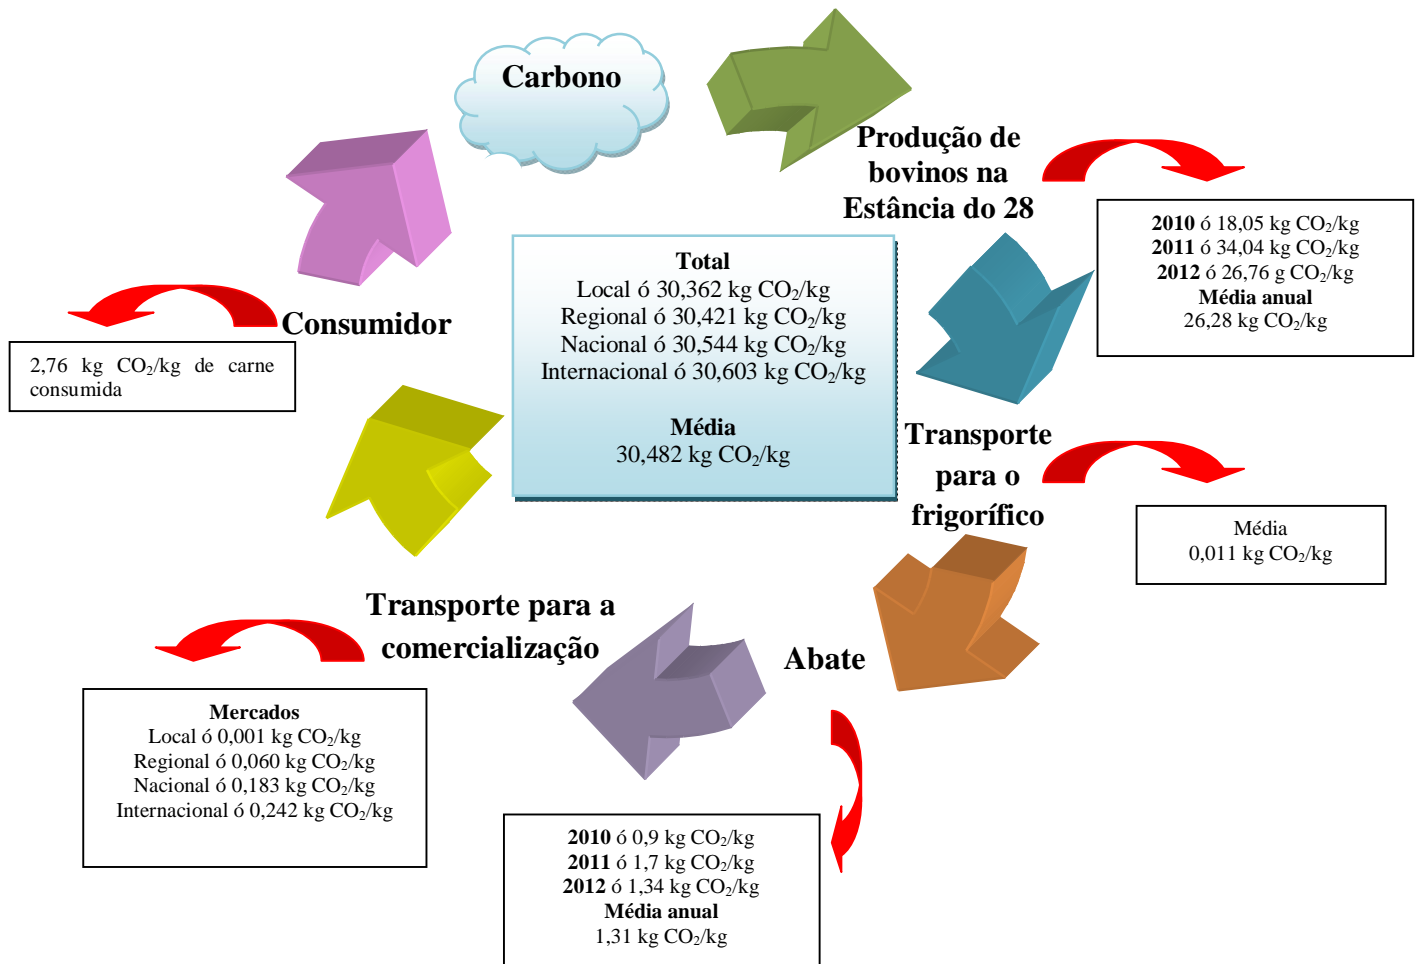 Carbono
Produção de
bovinos na
Estância do 28
2010 ó 18,05 kg CO₂/kg
2011 ó 34,04 kg CO₂/kg
2012 ó 26,76 g CO₂/kg
Média anual
26,28 kg CO₂/kg
Total
Local ó 30,362 kg CO₂/kg
Regional ó 30,421 kg CO₂/kg
Nacional ó 30,544 kg CO₂/kg
Internacional ó 30,603 kg CO₂/kg
Média
30,482 kg CO₂/kg
Consumidor
2,76 kg CO₂/kg de carne
consumida
Transporte
para o
frigorífico
Média
0,011 kg CO₂/kg
Transporte para a
comercialização
Abate
Mercados
Local ó 0,001 kg CO₂/kg
Regional ó 0,060 kg CO₂/kg
Nacional ó 0,183 kg CO₂/kg
Internacional ó 0,242 kg CO₂/kg
2010 ó 0,9 kg CO₂/kg
2011 ó 1,7 kg CO₂/kg
2012 ó 1,34 kg CO₂/kg
Média anual
1,31 kg CO₂/kg